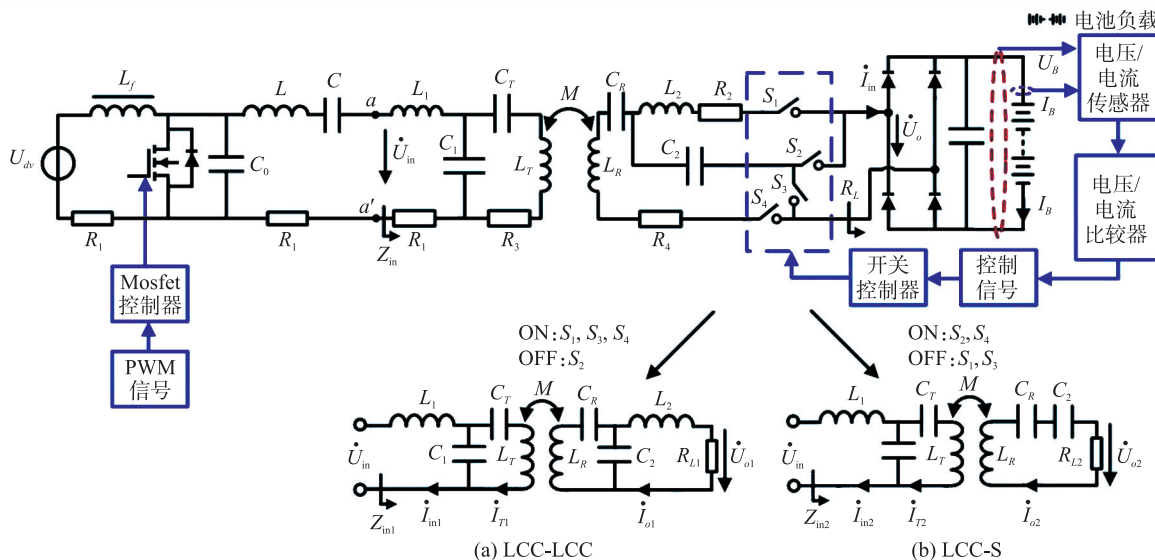 电池负载
L_f
L
C
a
L_1
C_T
M
C_R
L_2
R_2
S_1
İ_in
U_B
电压/
电流
传感器
I_B
U_dv
C_0
U̇_in
C_1
L_T
L_R
C_2
S_2
S_3
S_4
R_L
U̇_o
I_B
电压/
电流
比较器
R_1
R_1
a′
Z_in
R_1
R_3
R_4
Mosfet
控制器
PWM
信号
开关
控制器
控制
信号
ON:S_1, S_3, S_4
OFF:S_2
ON:S_2, S_4
OFF:S_1, S_3
L_1
C_T
M
C_R
L_2
U̇_in
C_1
L_T
L_R
C_2
R_L1
U̇_o1
Z_in1
İ_in1
İ_T1
İ_o1
(a) LCC-LCC
L_1
C_T
M
C_R
C_2
U̇_in
L_T
L_R
R_L2
U̇_o2
Z_in2
İ_in2
İ_T2
İ_o2
(b) LCC-S